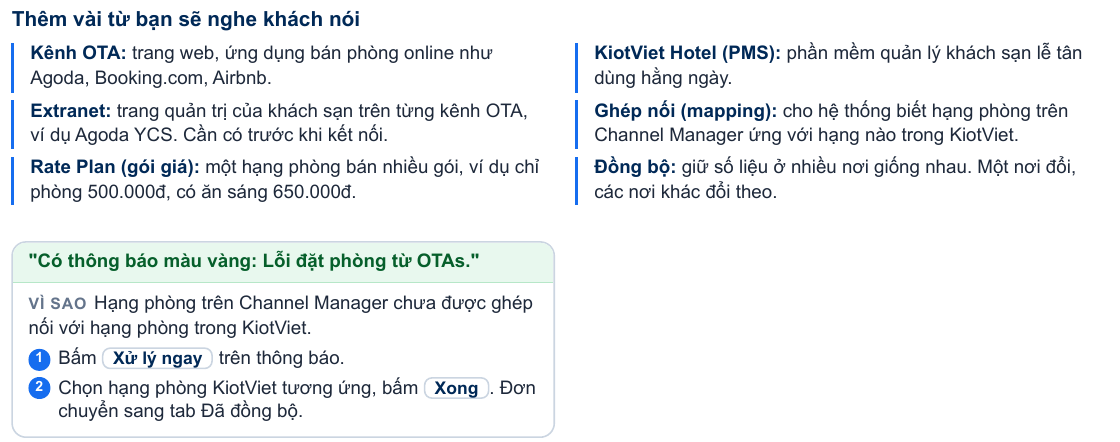 Thêm vài từ bạn sẽ nghe khách nói
Kênh OTA: trang web, ứng dụng bán phòng online như
Agoda, Booking.com, Airbnb.
Extranet: trang quản trị của khách sạn trên từng kênh OTA,
ví dụ Agoda YCS. Cần có trước khi kết nối.
Rate Plan (gói giá): một hạng phòng bán nhiều gói, ví dụ chỉ
phòng 500.000đ, có ăn sáng 650.000đ.
KiotViet Hotel (PMS): phần mềm quản lý khách sạn lễ tân
dùng hằng ngày.
Ghép nối (mapping): cho hệ thống biết hạng phòng trên
Channel Manager ứng với hạng nào trong KiotViet.
Đồng bộ: giữ số liệu ở nhiều nơi giống nhau. Một nơi đổi,
các nơi khác đổi theo.
"Có thông báo màu vàng: Lỗi đặt phòng từ OTAs."
VÌ SAO Hạng phòng trên Channel Manager chưa được ghép
nối với hạng phòng trong KiotViet.
1 Bấm Xử lý ngay trên thông báo.
2 Chọn hạng phòng KiotViet tương ứng, bấm Xong. Đơn
chuyển sang tab Đã đồng bộ.